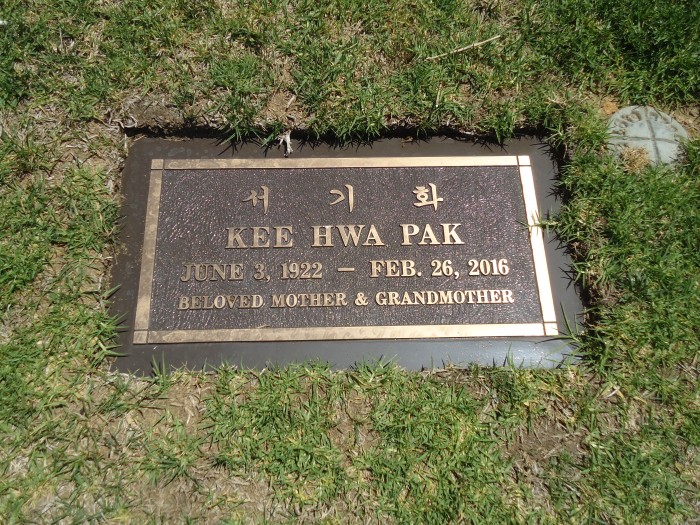 서 기 화
KEE HWA PAK
JUNE 3, 1922 — FEB. 26, 2016
BELOVED MOTHER & GRANDMOTHER